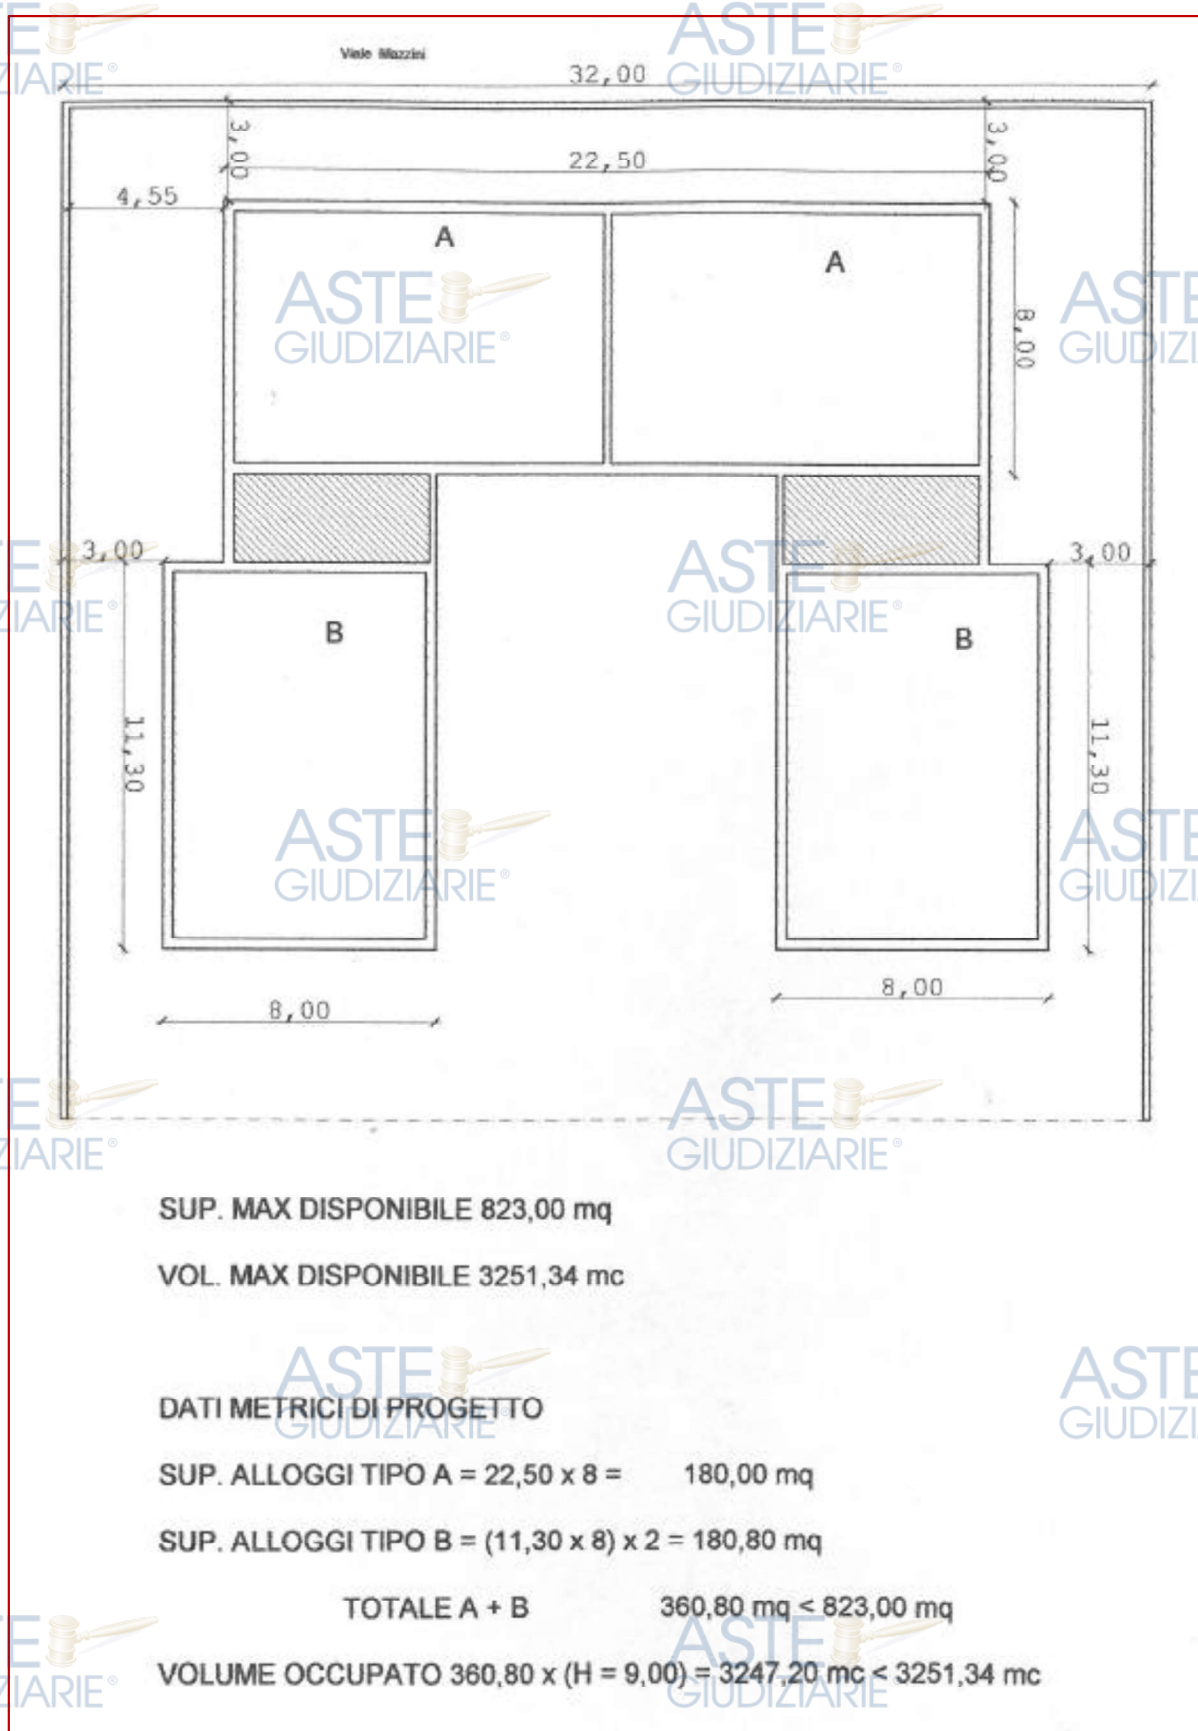 Viale Mazzini
32,00
3,00
3,00
22,50
4,55
A
A
8,00
3,00
3,00
B
B
11,30
11,30
8,00
8,00
SUP. MAX DISPONIBILE 823,00 mq
VOL. MAX DISPONIBILE 3251,34 mc
DATI METRICI DI PROGETTO
SUP. ALLOGGI TIPO A = 22,50 x 8 = 180,00 mq
SUP. ALLOGGI TIPO B = (11,30 x 8) x 2 = 180,80 mq
TOTALE A + B 360,80 mq < 823,00 mq
VOLUME OCCUPATO 360,80 x (H = 9,00) = 3247,20 mc < 3251,34 mc
ASTE
GIUDIZIARIE®